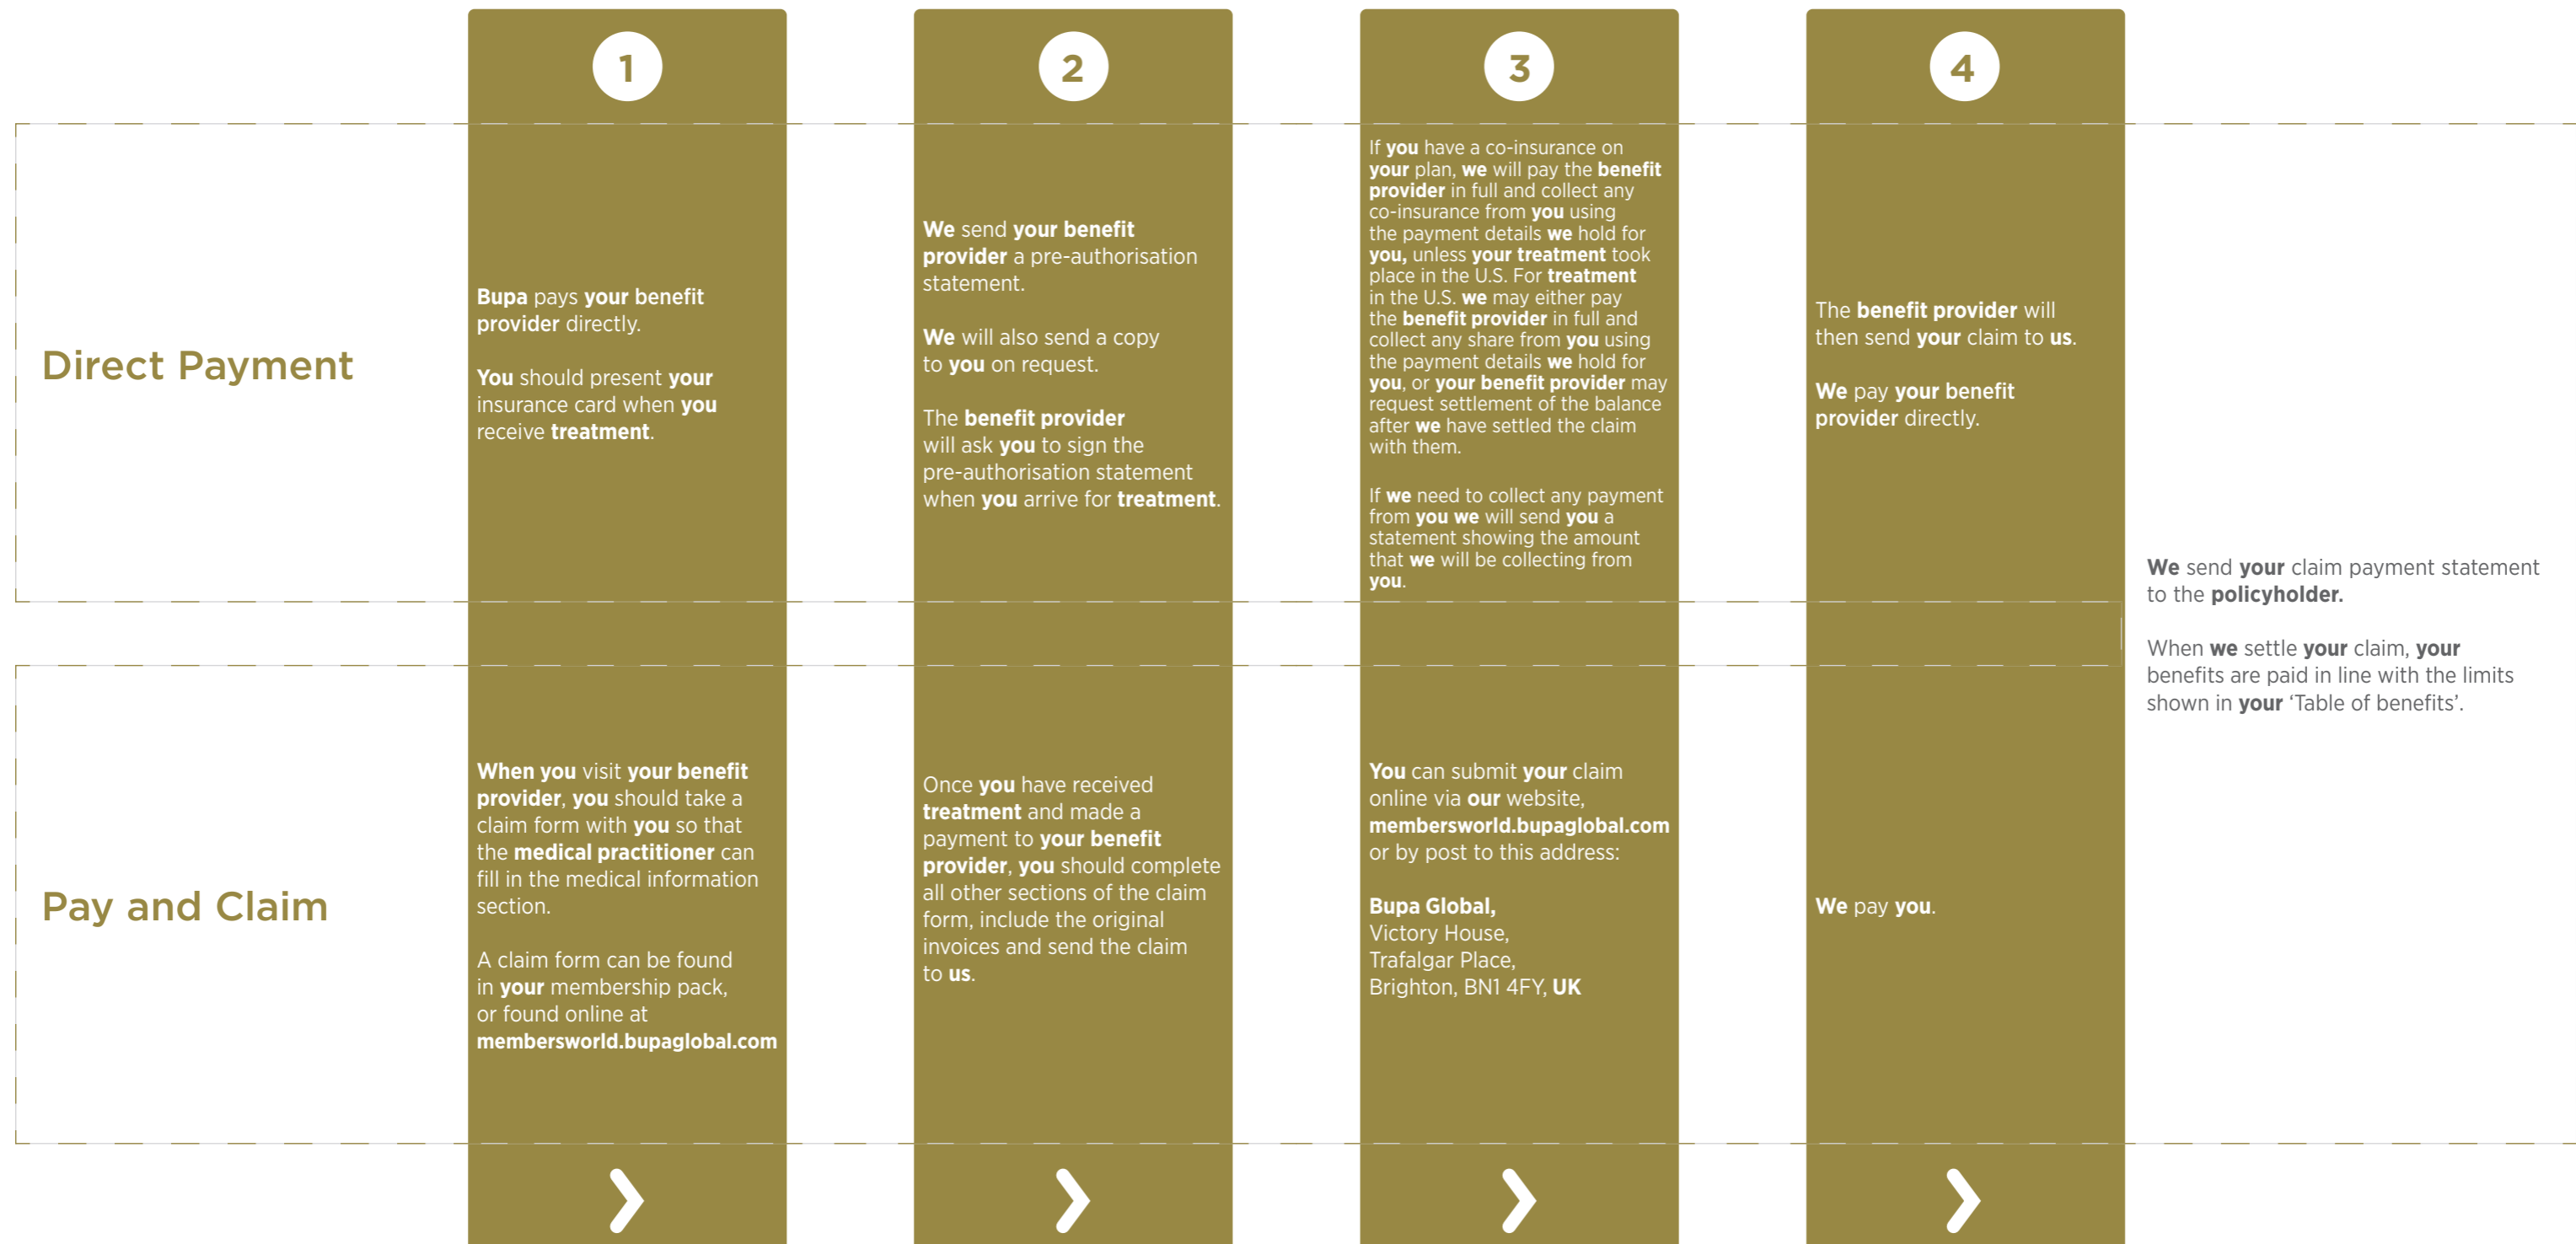 1
2
3
4
Direct Payment
Bupa pays your benefit
provider directly.
You should present your
insurance card when you
receive treatment.
We send your benefit
provider a pre-authorisation
statement.
We will also send a copy
to you on request.
The benefit provider
will ask you to sign the
pre-authorisation statement
when you arrive for treatment.
If you have a co-insurance on
your plan, we will pay the benefit
provider in full and collect any
co-insurance from you using
the payment details we hold for
you, unless your treatment took
place in the U.S. For treatment
in the U.S. we may either pay
the benefit provider in full and
collect any share from you using
the payment details we hold for
you, or your benefit provider may
request settlement of the balance
after we have settled the claim
with them.
If we need to collect any payment
from you we will send you a
statement showing the amount
that we will be collecting from
you.
The benefit provider will
then send your claim to us.
We pay your benefit
provider directly.
Pay and Claim
When you visit your benefit
provider, you should take a
claim form with you so that
the medical practitioner can
fill in the medical information
section.
A claim form can be found
in your membership pack,
or found online at
membersworld.bupaglobal.com
Once you have received
treatment and made a
payment to your benefit
provider, you should complete
all other sections of the claim
form, include the original
invoices and send the claim
to us.
You can submit your claim
online via our website,
membersworld.bupaglobal.com
or by post to this address:
Bupa Global,
Victory House,
Trafalgar Place,
Brighton, BN1 4FY, UK
We pay you.
We send your claim payment statement
to the policyholder.
When we settle your claim, your
benefits are paid in line with the limits
shown in your ‘Table of benefits’.